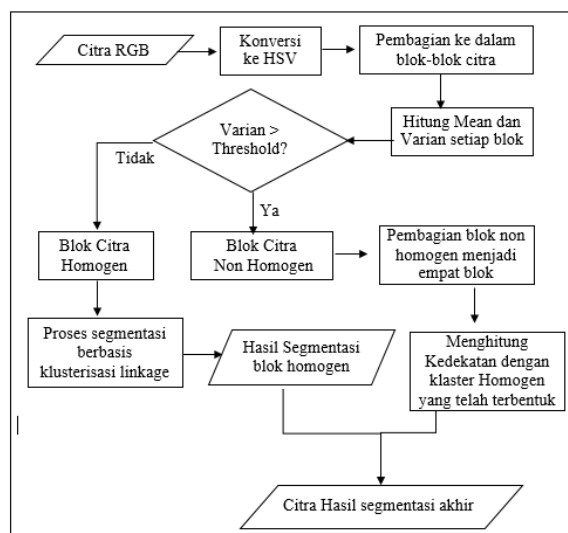 Citra RGB
Konversi
ke HSV
Pembagian ke dalam
blok-blok citra
Hitung Mean dan
Varian setiap blok
Varian >
Threshold?
Tidak
Ya
Blok Citra
Homogen
Blok Citra
Non Homogen
Pembagian blok non
homogen menjadi
empat blok
Proses segmentasi
berbasis
klusterisasi linkage
Hasil Segmentasi
blok homogen
Menghitung
Kedekatan dengan
klaster Homogen
yang telah terbentuk
Citra Hasil segmentasi akhir